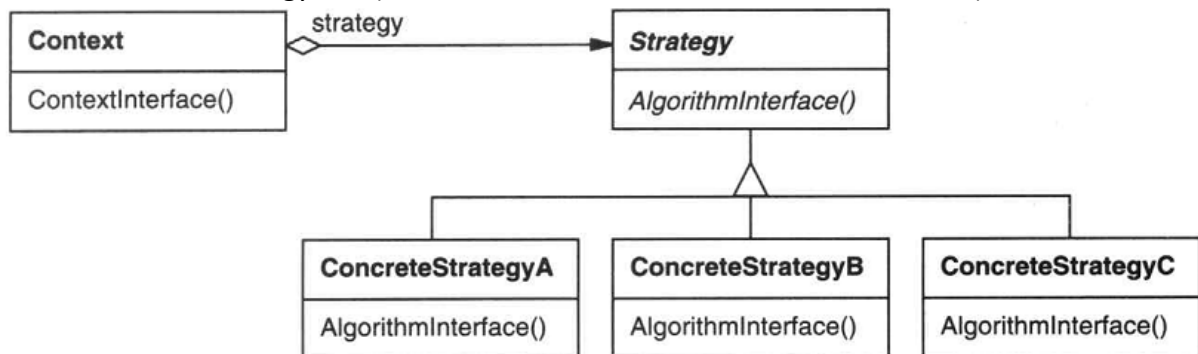 strategy
Context
Strategy
ContextInterface()
AlgorithmInterface()
ConcreteStrategyA
ConcreteStrategyB
ConcreteStrategyC
AlgorithmInterface()
AlgorithmInterface()
AlgorithmInterface()